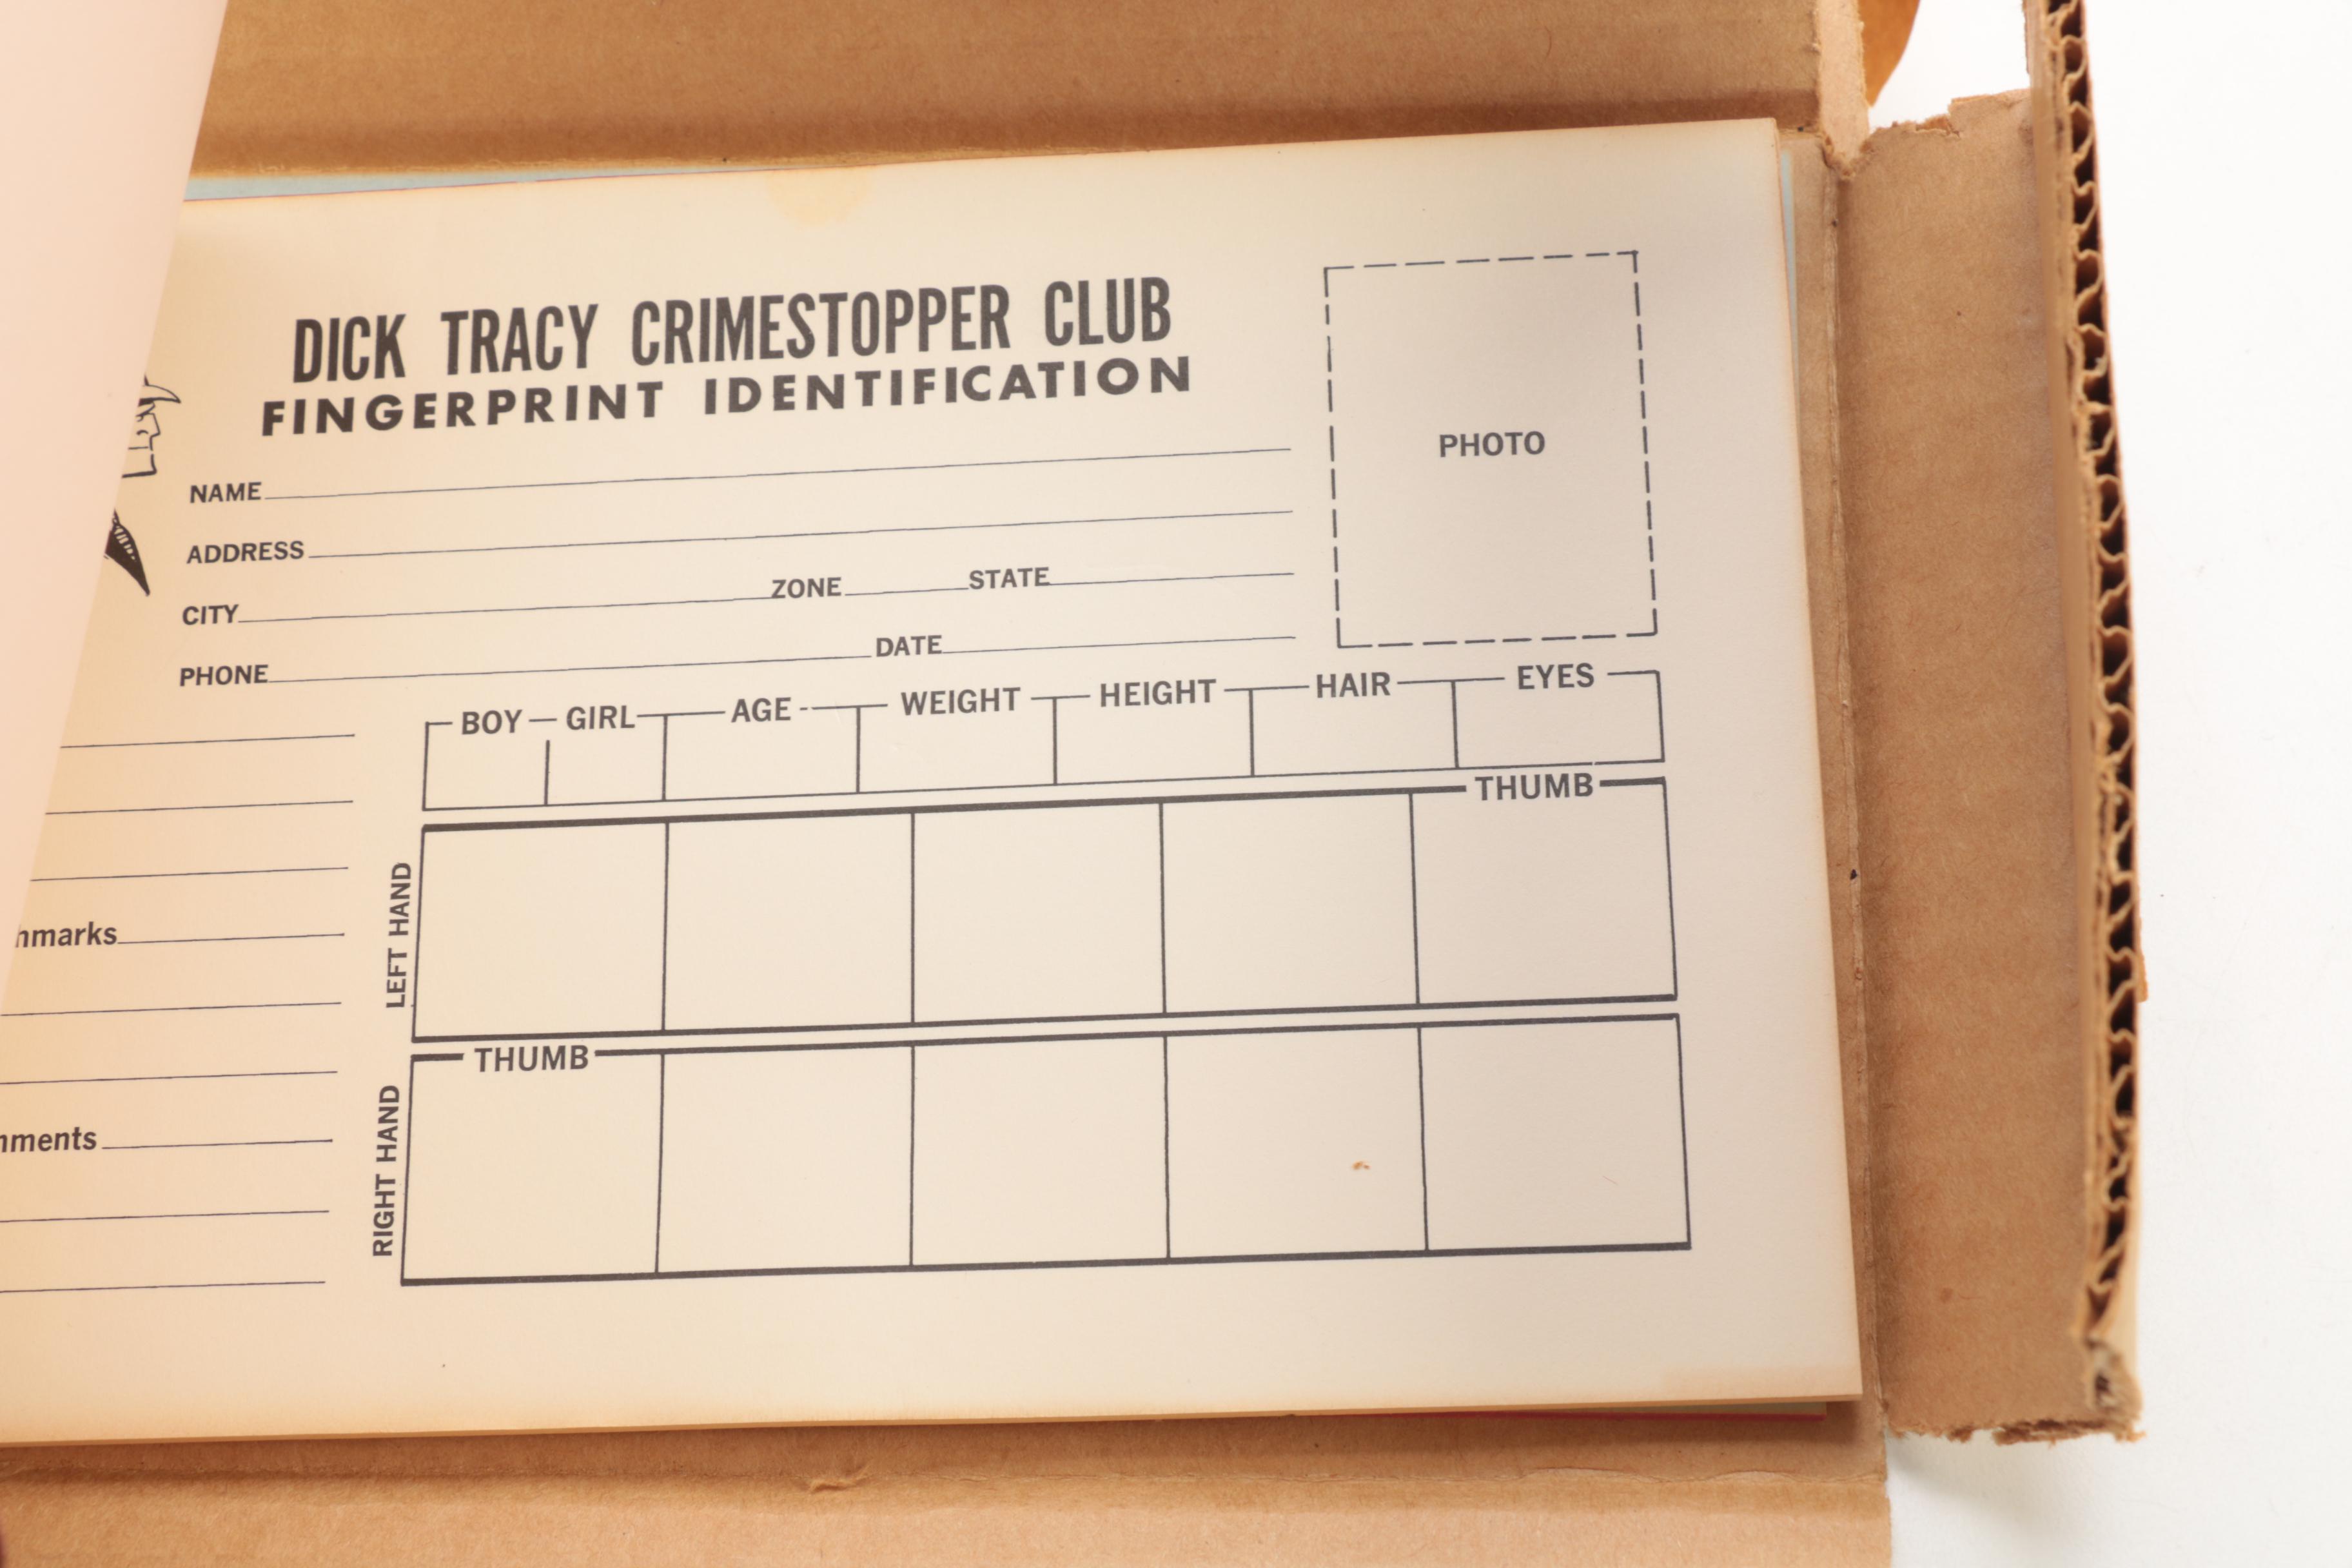 DICK TRACY CRIMESTOPPER CLUB
FINGERPRINT IDENTIFICATION
PHOTO
NAME
ADDRESS
CITY ZONE STATE
PHONE DATE
BOY GIRL AGE - WEIGHT HEIGHT HAIR EYES
THUMB
LEFT HAND
hmarks
THUMB
RIGHT HAND
mments